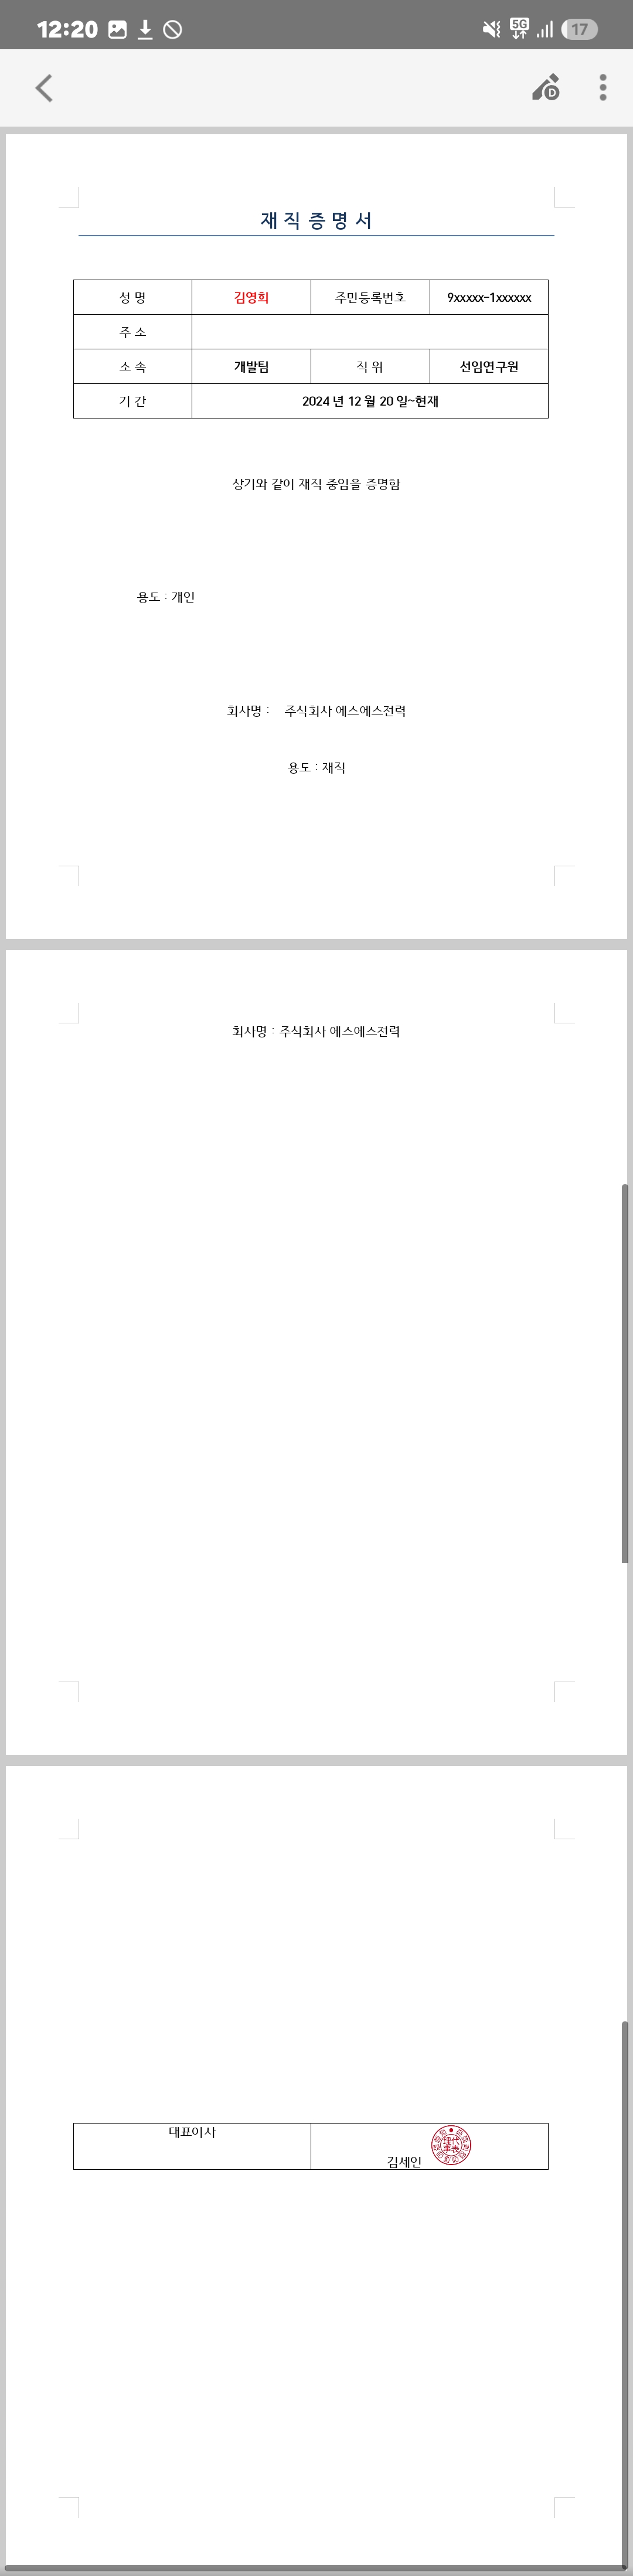 12:20
5G
17
D
재 직 증 명 서
성 명 김영희 주민등록번호 9xxxxx-1xxxxxx
주 소
소 속 개발팀 직 위 선임연구원
기 간 2024 년 12 월 20 일~현재
상기와 같이 재직 중임을 증명함
용도 : 개인
회사명 : 주식회사 에스에스전력
용도 : 재직
회사명 : 주식회사 에스에스전력
대표이사
김세인